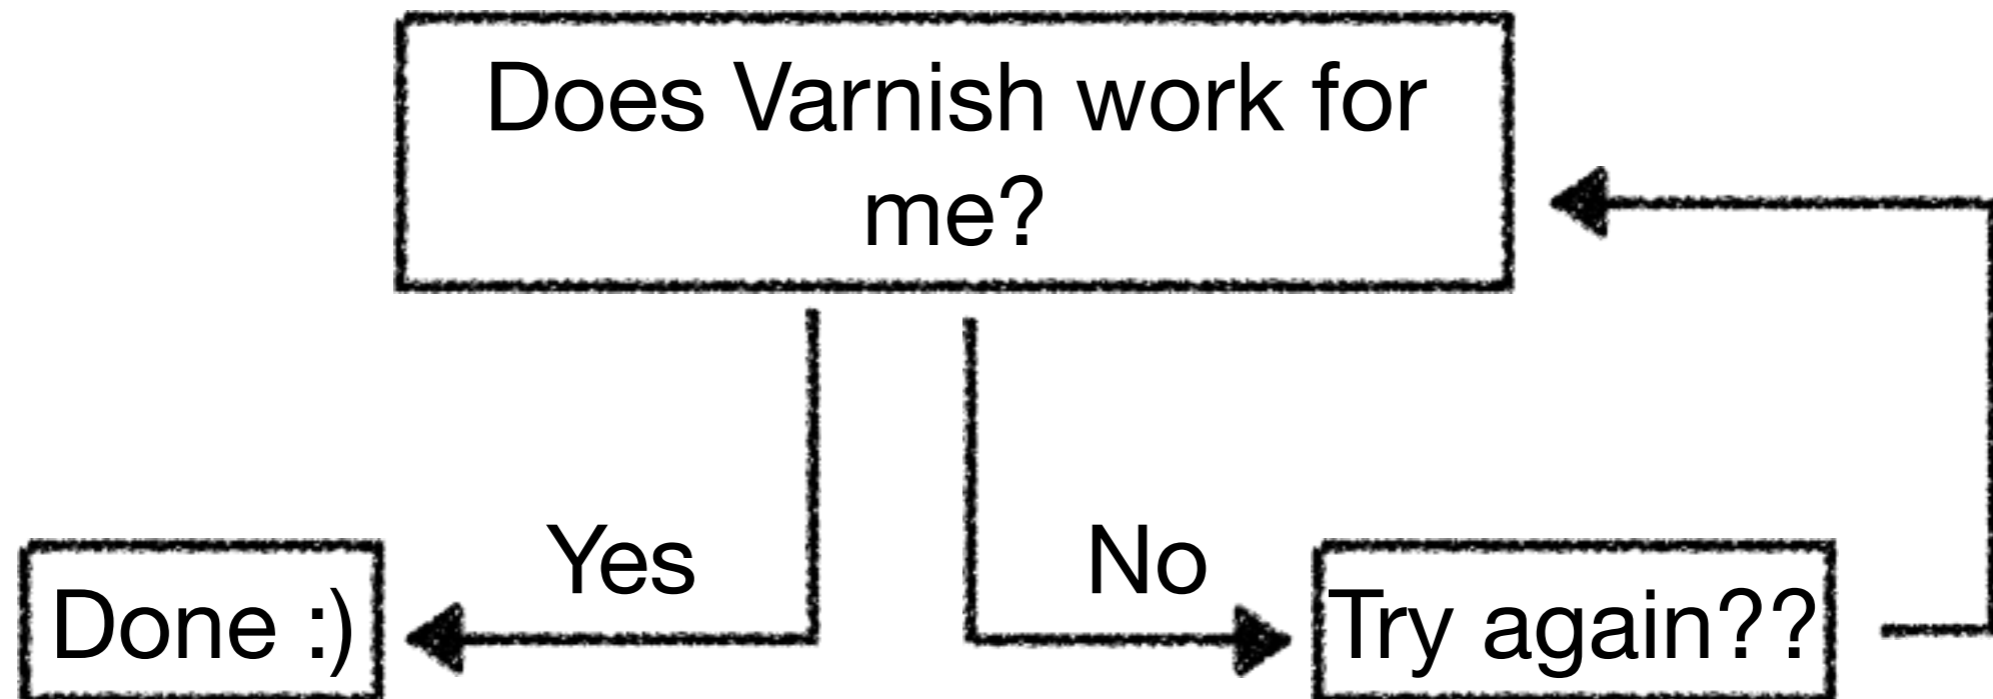 Does Varnish work for
me?
Yes
No
Done :)
Try again??